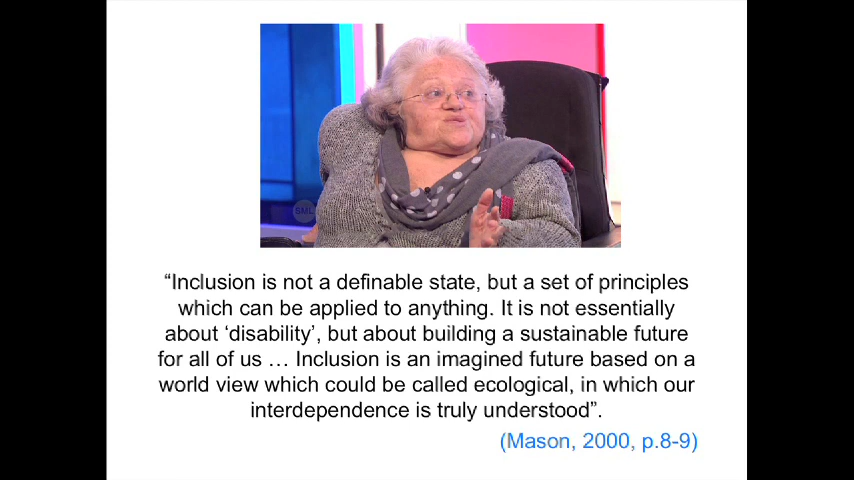 BML
“Inclusion is not a definable state, but a set of principles
which can be applied to anything. It is not essentially
about ‘disability’, but about building a sustainable future
for all of us … Inclusion is an imagined future based on a
world view which could be called ecological, in which our
interdependence is truly understood”.
(Mason, 2000, p.8-9)